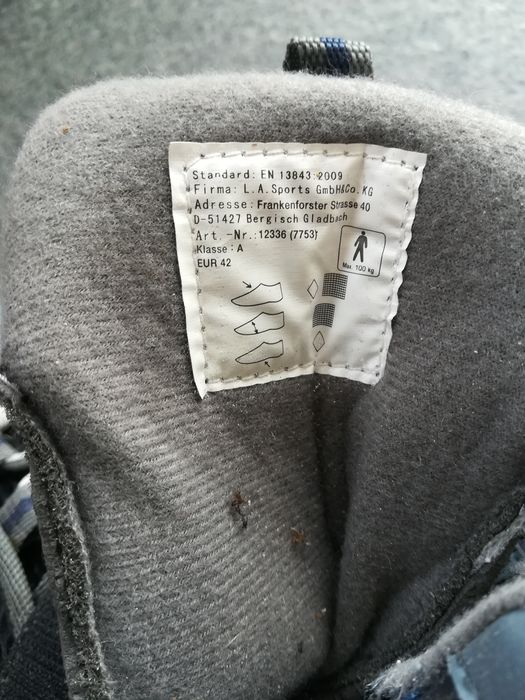 Standard: EN 13843:2009
Firma: L.A.Sports GmbH&Co.KG
Adresse: Frankenforster Strasse 40
D-51427 Bergisch Gladbach
Art. -Nr.:12336 (7753)
Klasse: A
EUR 42
Max. 100 kg